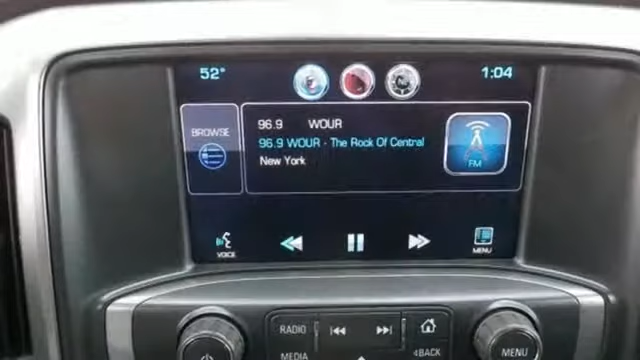 52° 1:04
BROWSE
96.9 WOUR
96.9 WOUR - The Rock Of Central
New York
FM
VOICE
MENU
RADIO
MEDIA
BACK
MENU